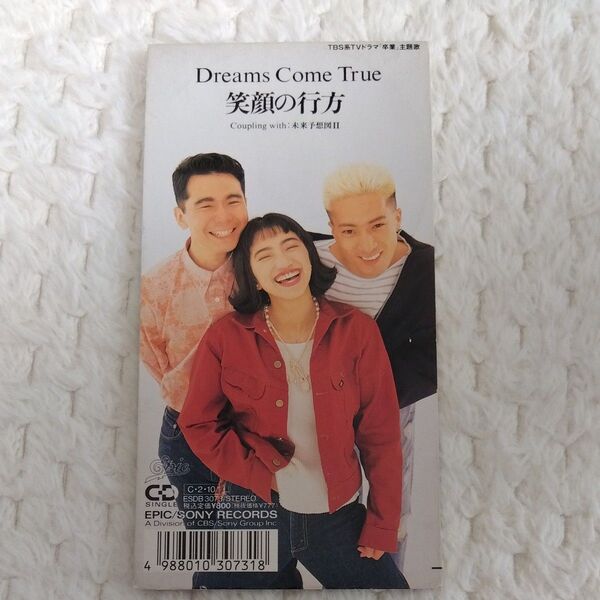 TBS系TVドラマ「卒業」主題歌
Dreams Come True
笑顔の行方
Coupling with:未来予想図II
Epic
CD
SINGLE
C・2・10
ESDB 3079/STEREO
税込定価¥800(税抜価格¥777)
EPIC/SONY RECORDS
A Division of CBS/Sony Group Inc
4 988010 307318